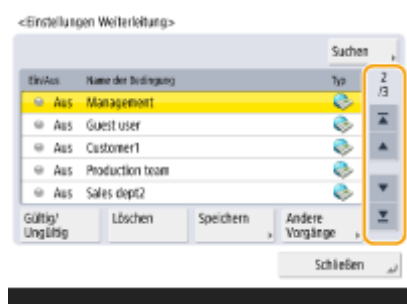 <Einstellungen Weiterleitung>
Suchen
Ein/Aus Name der Bedingung Typ 2
/3
Aus Management
Aus Guest user
Aus Customer1
Aus Production team
Aus Sales dept2
Gültig/ Löschen Speichern Andere
Ungültig Vorgänge
Schließen